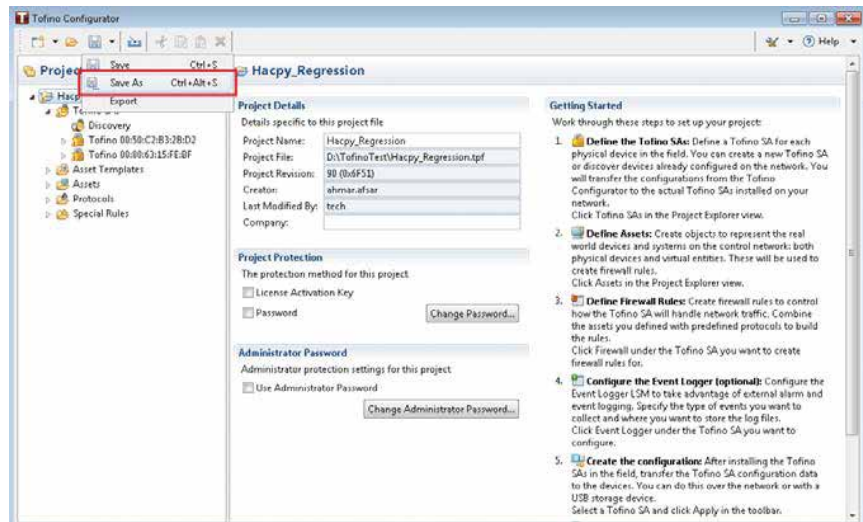 Tofino Configurator
Help
Projec
Save Ctrl+S
Save As Ctrl+Alt+S
Export
Hacp
Discovery
Tofino 00:50:C2:B3:2B:D2
Tofino 00:80:63:15:FE:BF
Asset Templates
Assets
Protocols
Special Rules
Hacpy_Regression
Project Details
Details specific to this project file
Project Name: Hacpy_Regression
Project File: D:\TofinoTest\Hacpy_Regression.tpf
Project Revision: 90 (0x6F51)
Creator: ahmar.afsar
Last Modified By: tech
Company:
Project Protection
The protection method for this project
License Activation Key
Password
Change Password...
Administrator Password
Administrator protection settings for this project
Use Administrator Password
Change Administrator Password...
Getting Started
Work through these steps to set up your project:
1. Define the Tofino SAs: Define a Tofino SA for each
physical device in the field. You can create a new Tofino SA
or discover devices already configured on the network. You
will transfer the configurations from the Tofino
Configurator to the actual Tofino SAs installed on your
network.
Click Tofino SAs in the Project Explorer view.
2. Define Assets: Create objects to represent the real
world devices and systems on the control network: both
physical devices and virtual entities. These will be used to
create firewall rules.
Click Assets in the Project Explorer view.
3. Define Firewall Rules: Create firewall rules to control
how the Tofino SA will handle network traffic. Combine
the assets you defined with predefined protocols to build
the rules.
Click Firewall under the Tofino SA you want to create
firewall rules for.
4. Configure the Event Logger (optional): Configure the
Event Logger LSM to take advantage of external alarm and
event logging. Specify the type of events you want to
collect and where you want to store the log files.
Click Event Logger under the Tofino SA you want to
configure.
5. Create the configuration: After installing the Tofino
SAs in the field, transfer the Tofino SA configuration data
to the devices. You can do this over the network or with a
USB storage device.
Select a Tofino SA and click Apply in the toolbar.